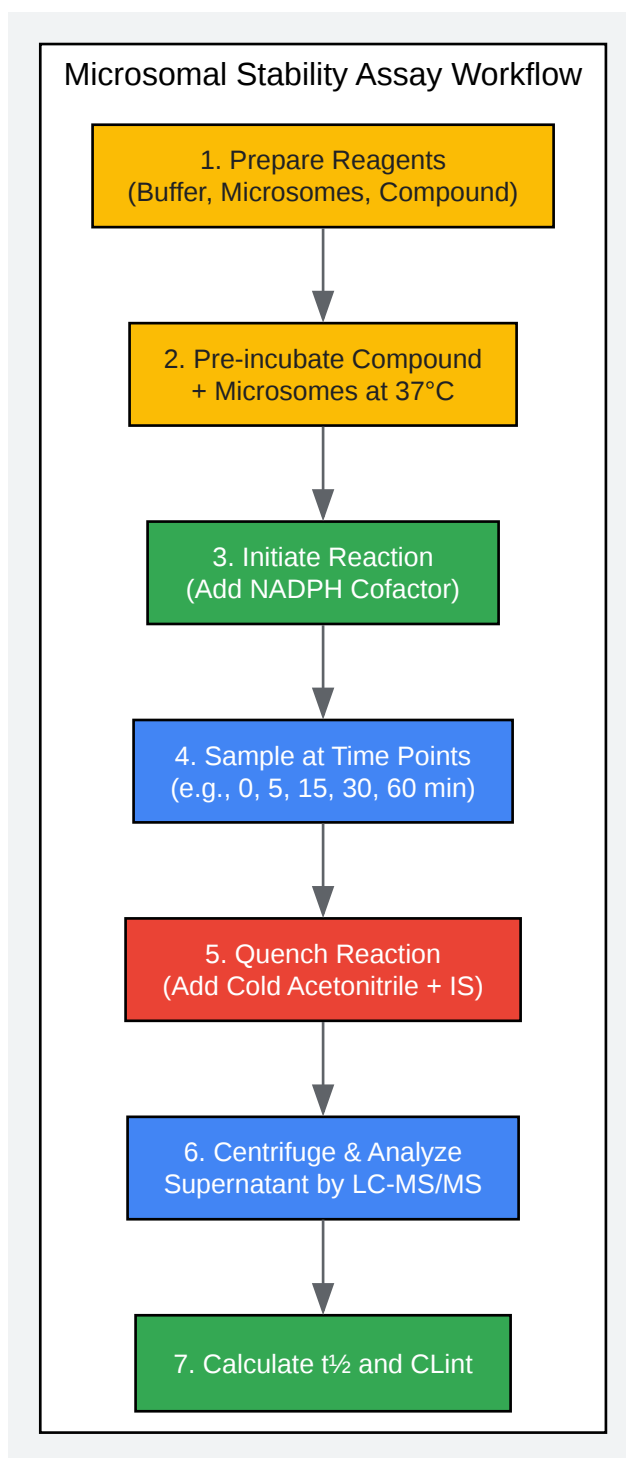 Microsomal Stability Assay Workflow
1. Prepare Reagents
(Buffer, Microsomes, Compound)
2. Pre-incubate Compound
+ Microsomes at 37°C
3. Initiate Reaction
(Add NADPH Cofactor)
4. Sample at Time Points
(e.g., 0, 5, 15, 30, 60 min)
5. Quench Reaction
(Add Cold Acetonitrile + IS)
6. Centrifuge & Analyze
Supernatant by LC-MS/MS
7. Calculate t½ and CLint